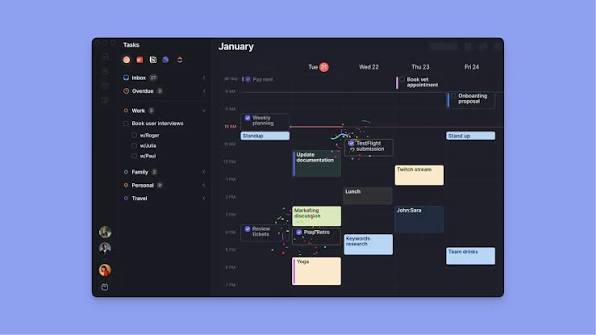 Tasks
Inbox
Overdue
Work
Book user interviews
w/Roger
w/Julia
w/Paul
Family
Personal
Travel
January
Tue 21
Wed 22
Thu 23
Fri 24
Pay rent
Book vet
appointment
Onboarding
proposal
Weekly
planning
Standup
Stand up
TestFlight
submission
Update
documentation
Twitch stream
Lunch
Marketing
discussion
John:Sara
Review
tickets
Retro
Keywords
research
Team drinks
Yoga